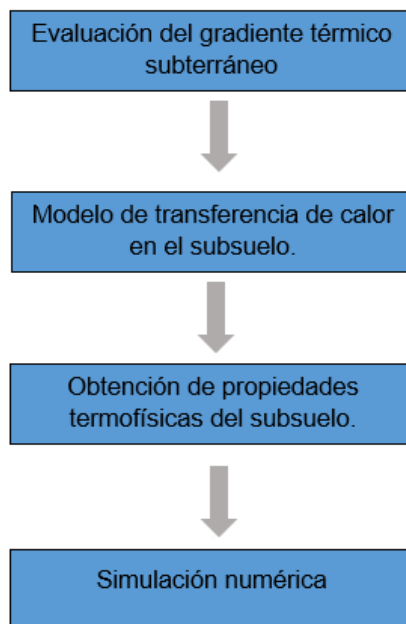 Evaluación del gradiente térmico
subterráneo
Modelo de transferencia de calor
en el subsuelo.
Obtención de propiedades
termofísicas del subsuelo.
Simulación numérica